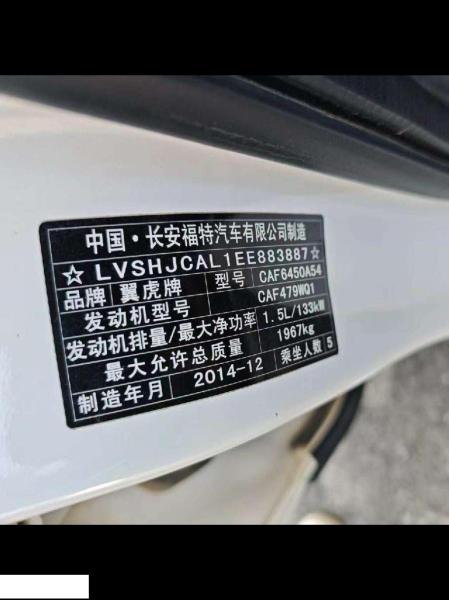 中国·长安福特汽车有限公司制造
☆LVSHJCAL1EE883887☆
品牌 翼虎牌 型号 CAF6450A54
发动机型号 CAF479WQ1
发动机排量/最大净功率 1.5L/133kW
最大允许总质量 1967kg
制造年月 2014-12 乘坐人数 5